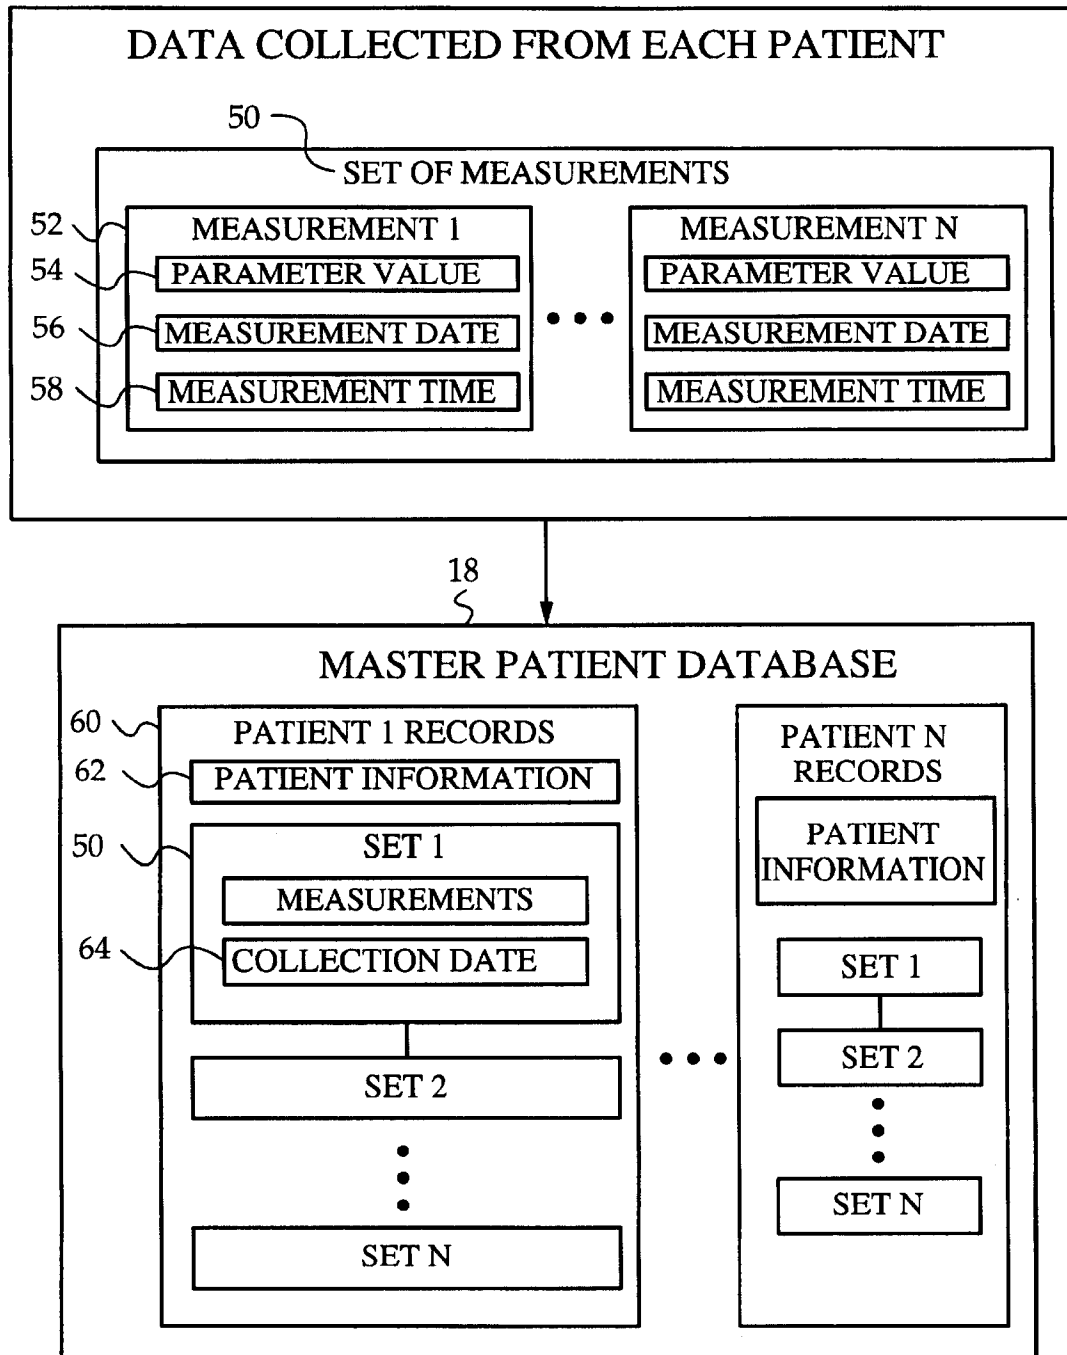 DATA COLLECTED FROM EACH PATIENT
50
SET OF MEASUREMENTS
52
MEASUREMENT 1
54
PARAMETER VALUE
56
MEASUREMENT DATE
58
MEASUREMENT TIME
MEASUREMENT N
PARAMETER VALUE
MEASUREMENT DATE
MEASUREMENT TIME
18
MASTER PATIENT DATABASE
60
PATIENT 1 RECORDS
62
PATIENT INFORMATION
50
SET 1
MEASUREMENTS
64
COLLECTION DATE
SET 2
SET N
PATIENT N
RECORDS
PATIENT
INFORMATION
SET 1
SET 2
SET N